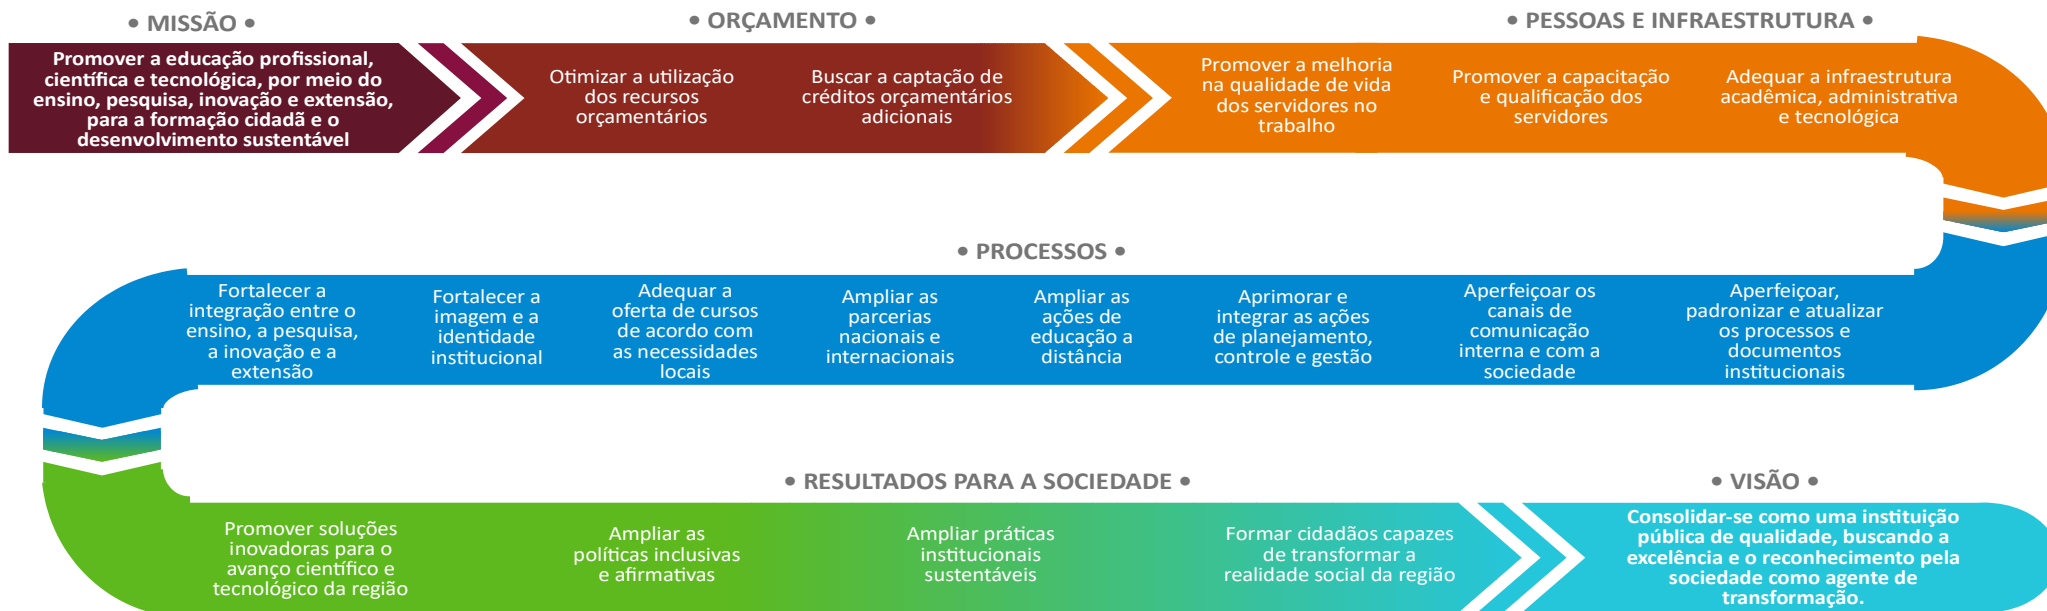 • MISSÃO •
Promover a educação profissional,
científica e tecnológica, por meio do
ensino, pesquisa, inovação e extensão,
para a formação cidadã e o
desenvolvimento sustentável
• ORÇAMENTO •
Otimizar a utilização
dos recursos
orçamentários
Buscar a captação de
créditos orçamentários
adicionais
• PESSOAS E INFRAESTRUTURA •
Promover a melhoria
na qualidade de vida
dos servidores no
trabalho
Promover a capacitação
e qualificação dos
servidores
Adequar a infraestrutura
acadêmica, administrativa
e tecnológica
• PROCESSOS •
Fortalecer a
integração entre o
ensino, a pesquisa,
a inovação e a
extensão
Fortalecer a
imagem e a
identidade
institucional
Adequar a
oferta de cursos
de acordo com
as necessidades
locais
Ampliar as
parcerias
nacionais e
internacionais
Ampliar as
ações de
educação a
distância
Aprimorar e
integrar as ações
de planejamento,
controle e gestão
Aperfeiçoar os
canais de
comunicação
interna e com a
sociedade
Aperfeiçoar,
padronizar e atualizar
os processos e
documentos
institucionais
• RESULTADOS PARA A SOCIEDADE •
Promover soluções
inovadoras para o
avanço científico e
tecnológico da região
Ampliar as
políticas inclusivas
e afirmativas
Ampliar práticas
institucionais
sustentáveis
Formar cidadãos capazes
de transformar a
realidade social da região
• VISÃO •
Consolidar-se como uma instituição
pública de qualidade, buscando a
excelência e o reconhecimento pela
sociedade como agente de
transformação.